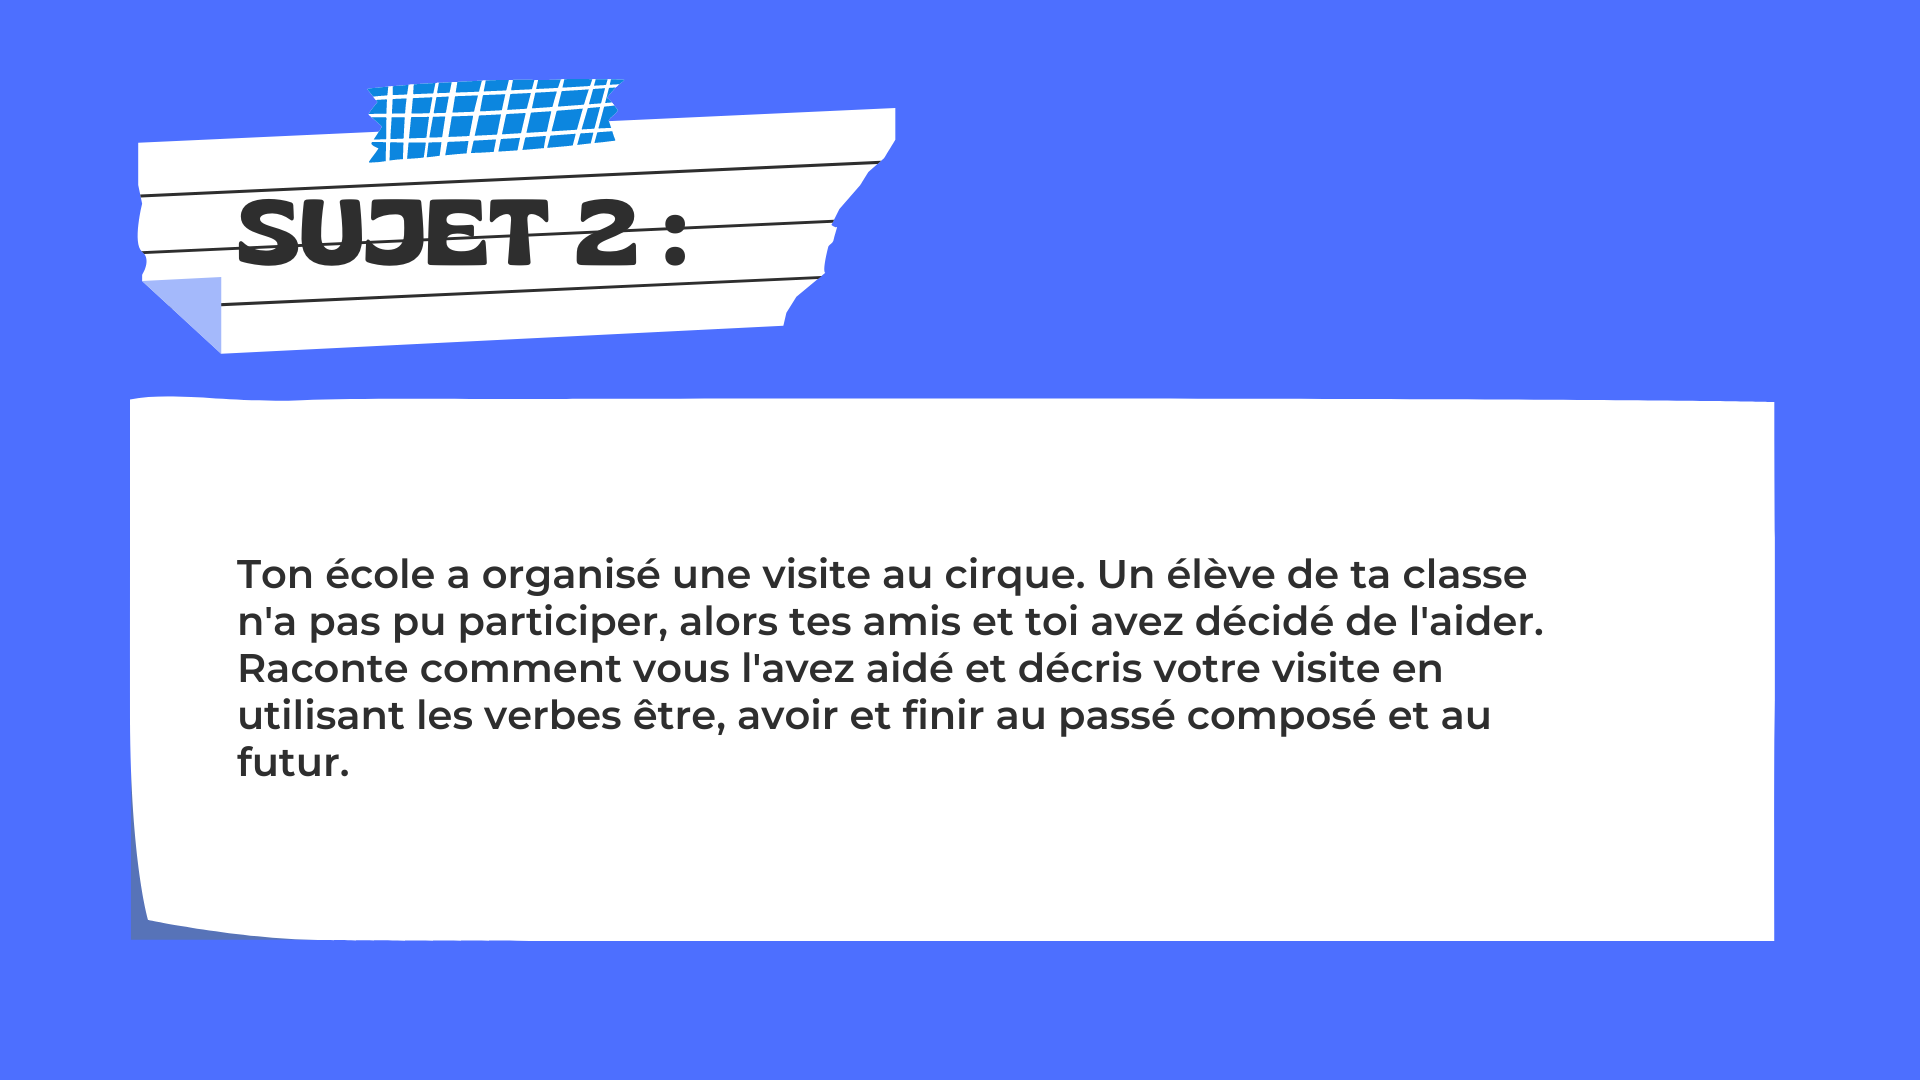 SUJET 2 :
Ton école a organisé une visite au cirque. Un élève de ta classe
n'a pas pu participer, alors tes amis et toi avez décidé de l'aider.
Raconte comment vous l'avez aidé et décris votre visite en
utilisant les verbes être, avoir et finir au passé composé et au
futur.